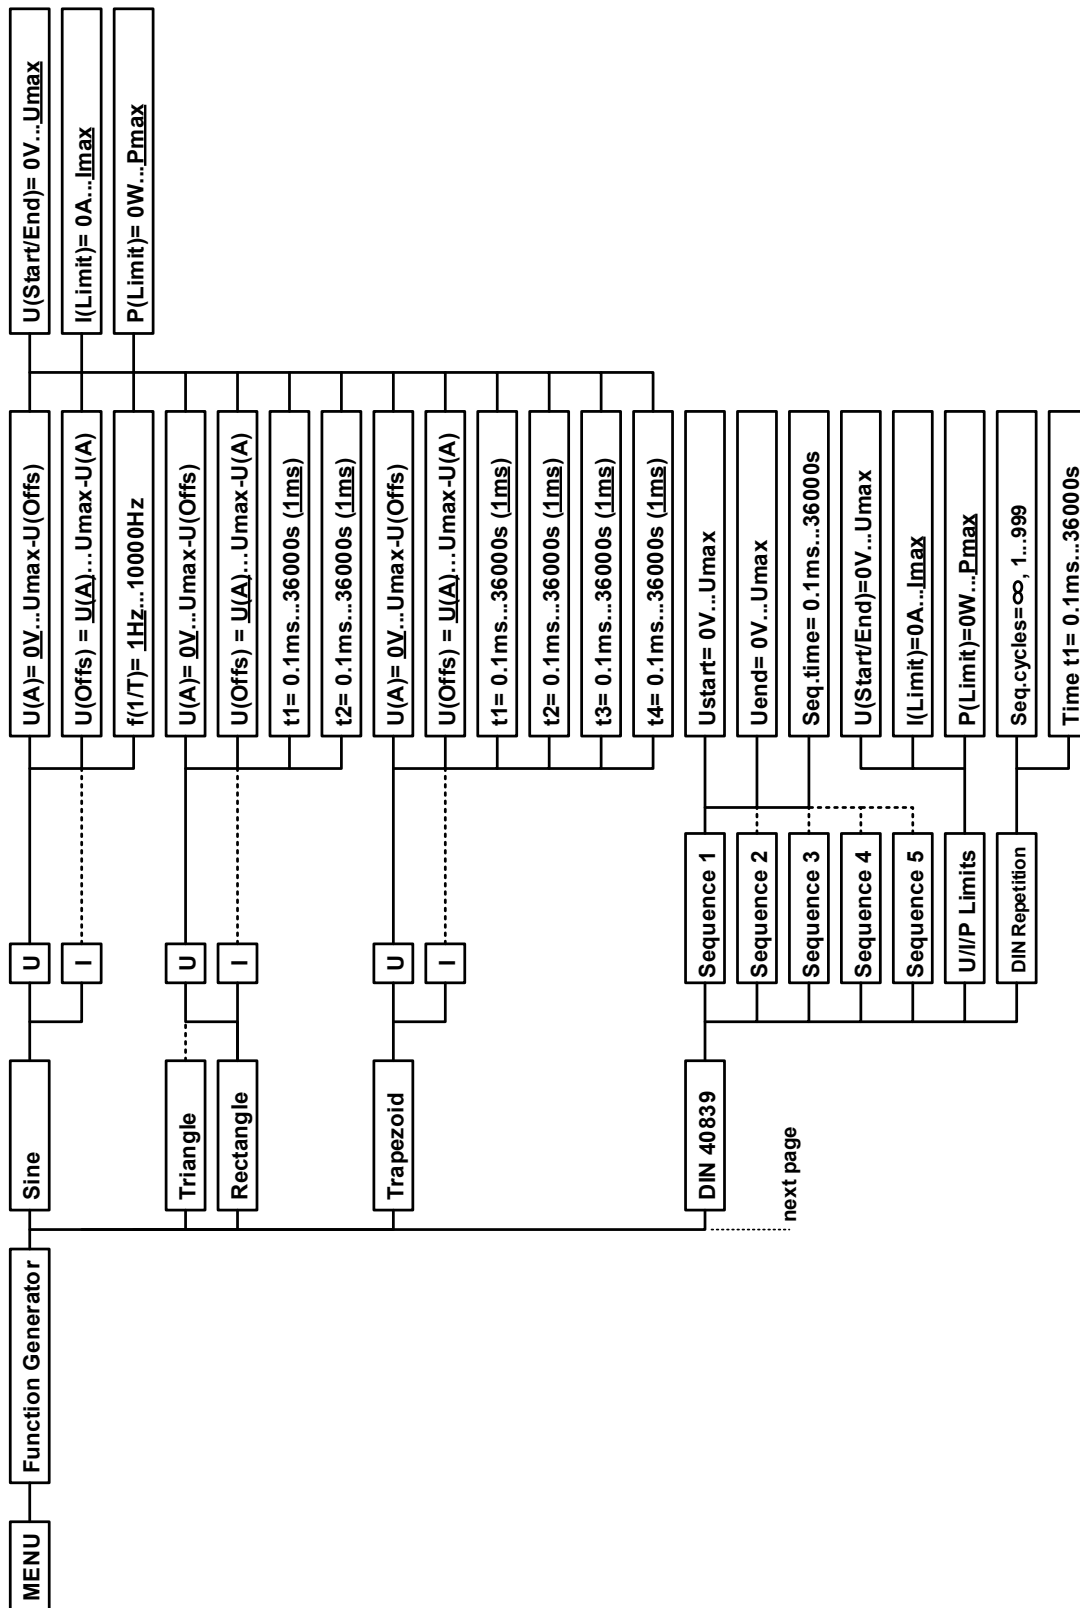 MENU
Function Generator
Sine
U
I
U(A)= 0V...Umax-U(Offs)
U(Offs) = U(A)...Umax-U(A)
f(1/T)= 1Hz...10000Hz
U(Start/End)= 0V...Umax
I(Limit)= 0A...Imax
P(Limit)= 0W...Pmax
Triangle
Rectangle
U
I
U(A)= 0V...Umax-U(Offs)
U(Offs) = U(A)...Umax-U(A)
t1= 0.1ms...36000s (1ms)
t2= 0.1ms...36000s (1ms)
Trapezoid
U
I
U(A)= 0V...Umax-U(Offs)
U(Offs) = U(A)...Umax-U(A)
t1= 0.1ms...36000s (1ms)
t2= 0.1ms...36000s (1ms)
t3= 0.1ms...36000s (1ms)
t4= 0.1ms...36000s (1ms)
DIN 40839
Sequence 1
Sequence 2
Sequence 3
Sequence 4
Sequence 5
U/I/P Limits
DIN Repetition
Ustart= 0V...Umax
Uend= 0V...Umax
Seq.time= 0.1ms...36000s
U(Start/End)=0V...Umax
I(Limit)=0A...Imax
P(Limit)=0W...Pmax
Seq.cycles=∞, 1...999
Time t1= 0.1ms...36000s
next page